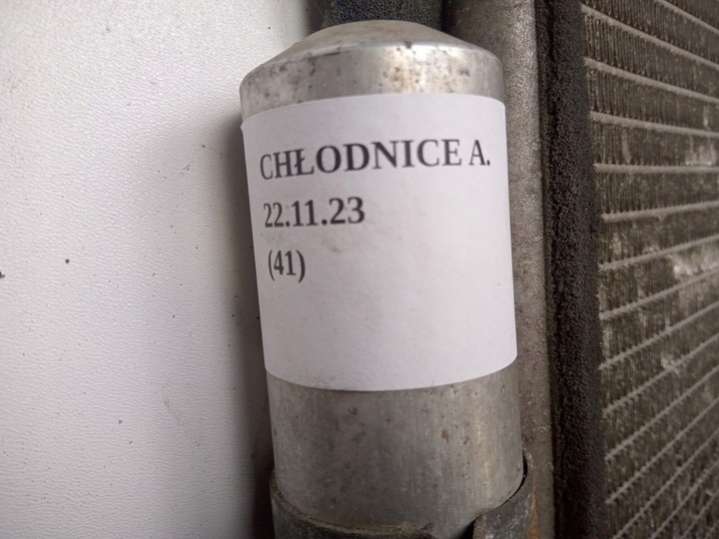 CHŁODNICE A.
22.11.23
(41)